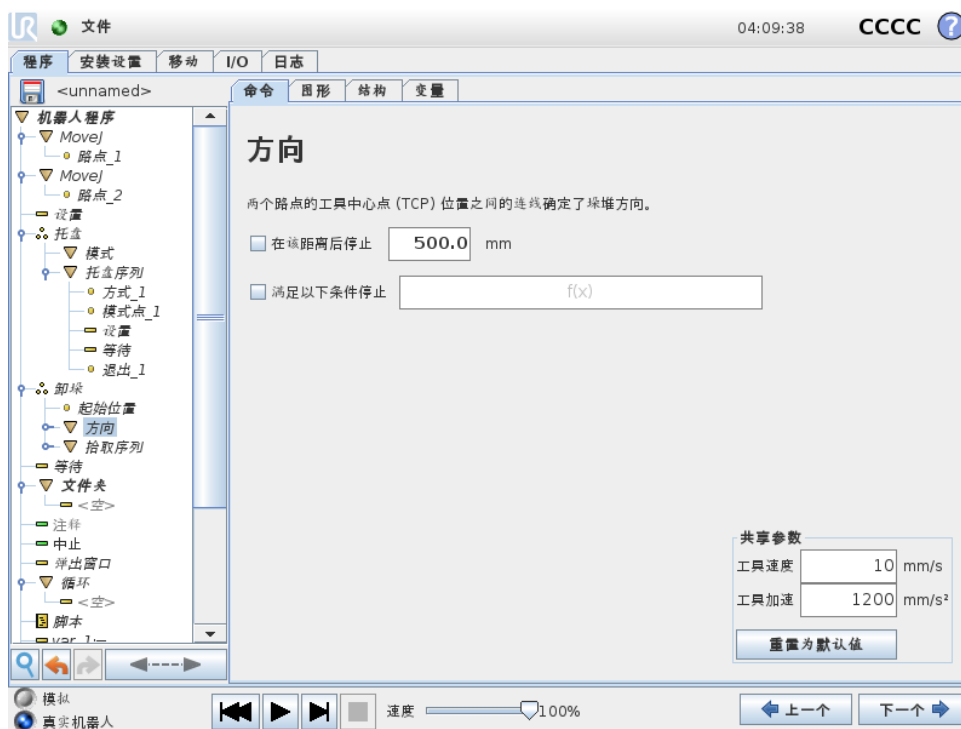 UR 文件 04:09:38 CCCC ?
程序 安装设置 移动 I/O 日志
<unnamed> 命令 图形 结构 变量
机器人程序
MoveJ
路点_1
MoveJ
路点_2
设置
托盘
模式
托盘序列
方式_1
模式点_1
设置
等待
退出_1
卸垛
起始位置
方向
拾取序列
等待
文件夹
<空>
注释
中止
弹出窗口
循环
<空>
脚本
var_1:=
方向
两个路点的工具中心点 (TCP) 位置之间的连线确定了垛堆方向。
在该距离后停止 500.0 mm
满足以下条件停止 f(x)
共享参数
工具速度 10 mm/s
工具加速 1200 mm/s²
重置为默认值
模拟
真实机器人
速度 100%
上一个 下一个